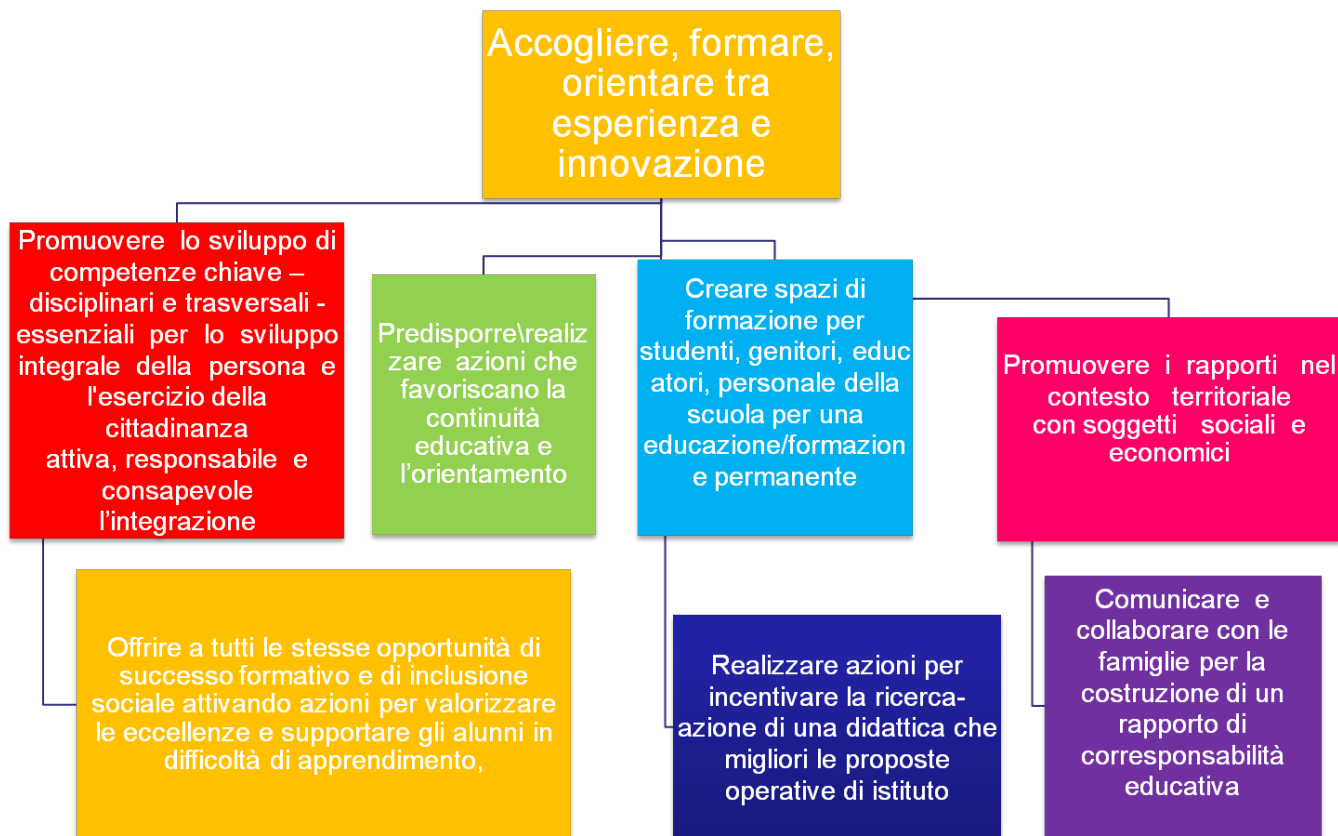 Accogliere, formare,
orientare tra
esperienza e
innovazione
Promuovere lo sviluppo di
competenze chiave –
disciplinari e trasversali -
essenziali per lo sviluppo
integrale della persona e
l'esercizio della
cittadinanza
attiva, responsabile e
consapevole
l’integrazione
Predisporre\realiz
zare azioni che
favoriscano la
continuità
educativa e
l’orientamento
Creare spazi di
formazione per
studenti, genitori, educ
atori, personale della
scuola per una
educazione/formazion
e permanente
Promuovere i rapporti nel
contesto territoriale
con soggetti sociali e
economici
Offrire a tutti le stesse opportunità di
successo formativo e di inclusione
sociale attivando azioni per valorizzare
le eccellenze e supportare gli alunni in
difficoltà di apprendimento,
Realizzare azioni per
incentivare la ricerca-
azione di una didattica che
migliori le proposte
operative di istituto
Comunicare e
collaborare con le
famiglie per la
costruzione di un
rapporto di
corresponsabilità
educativa